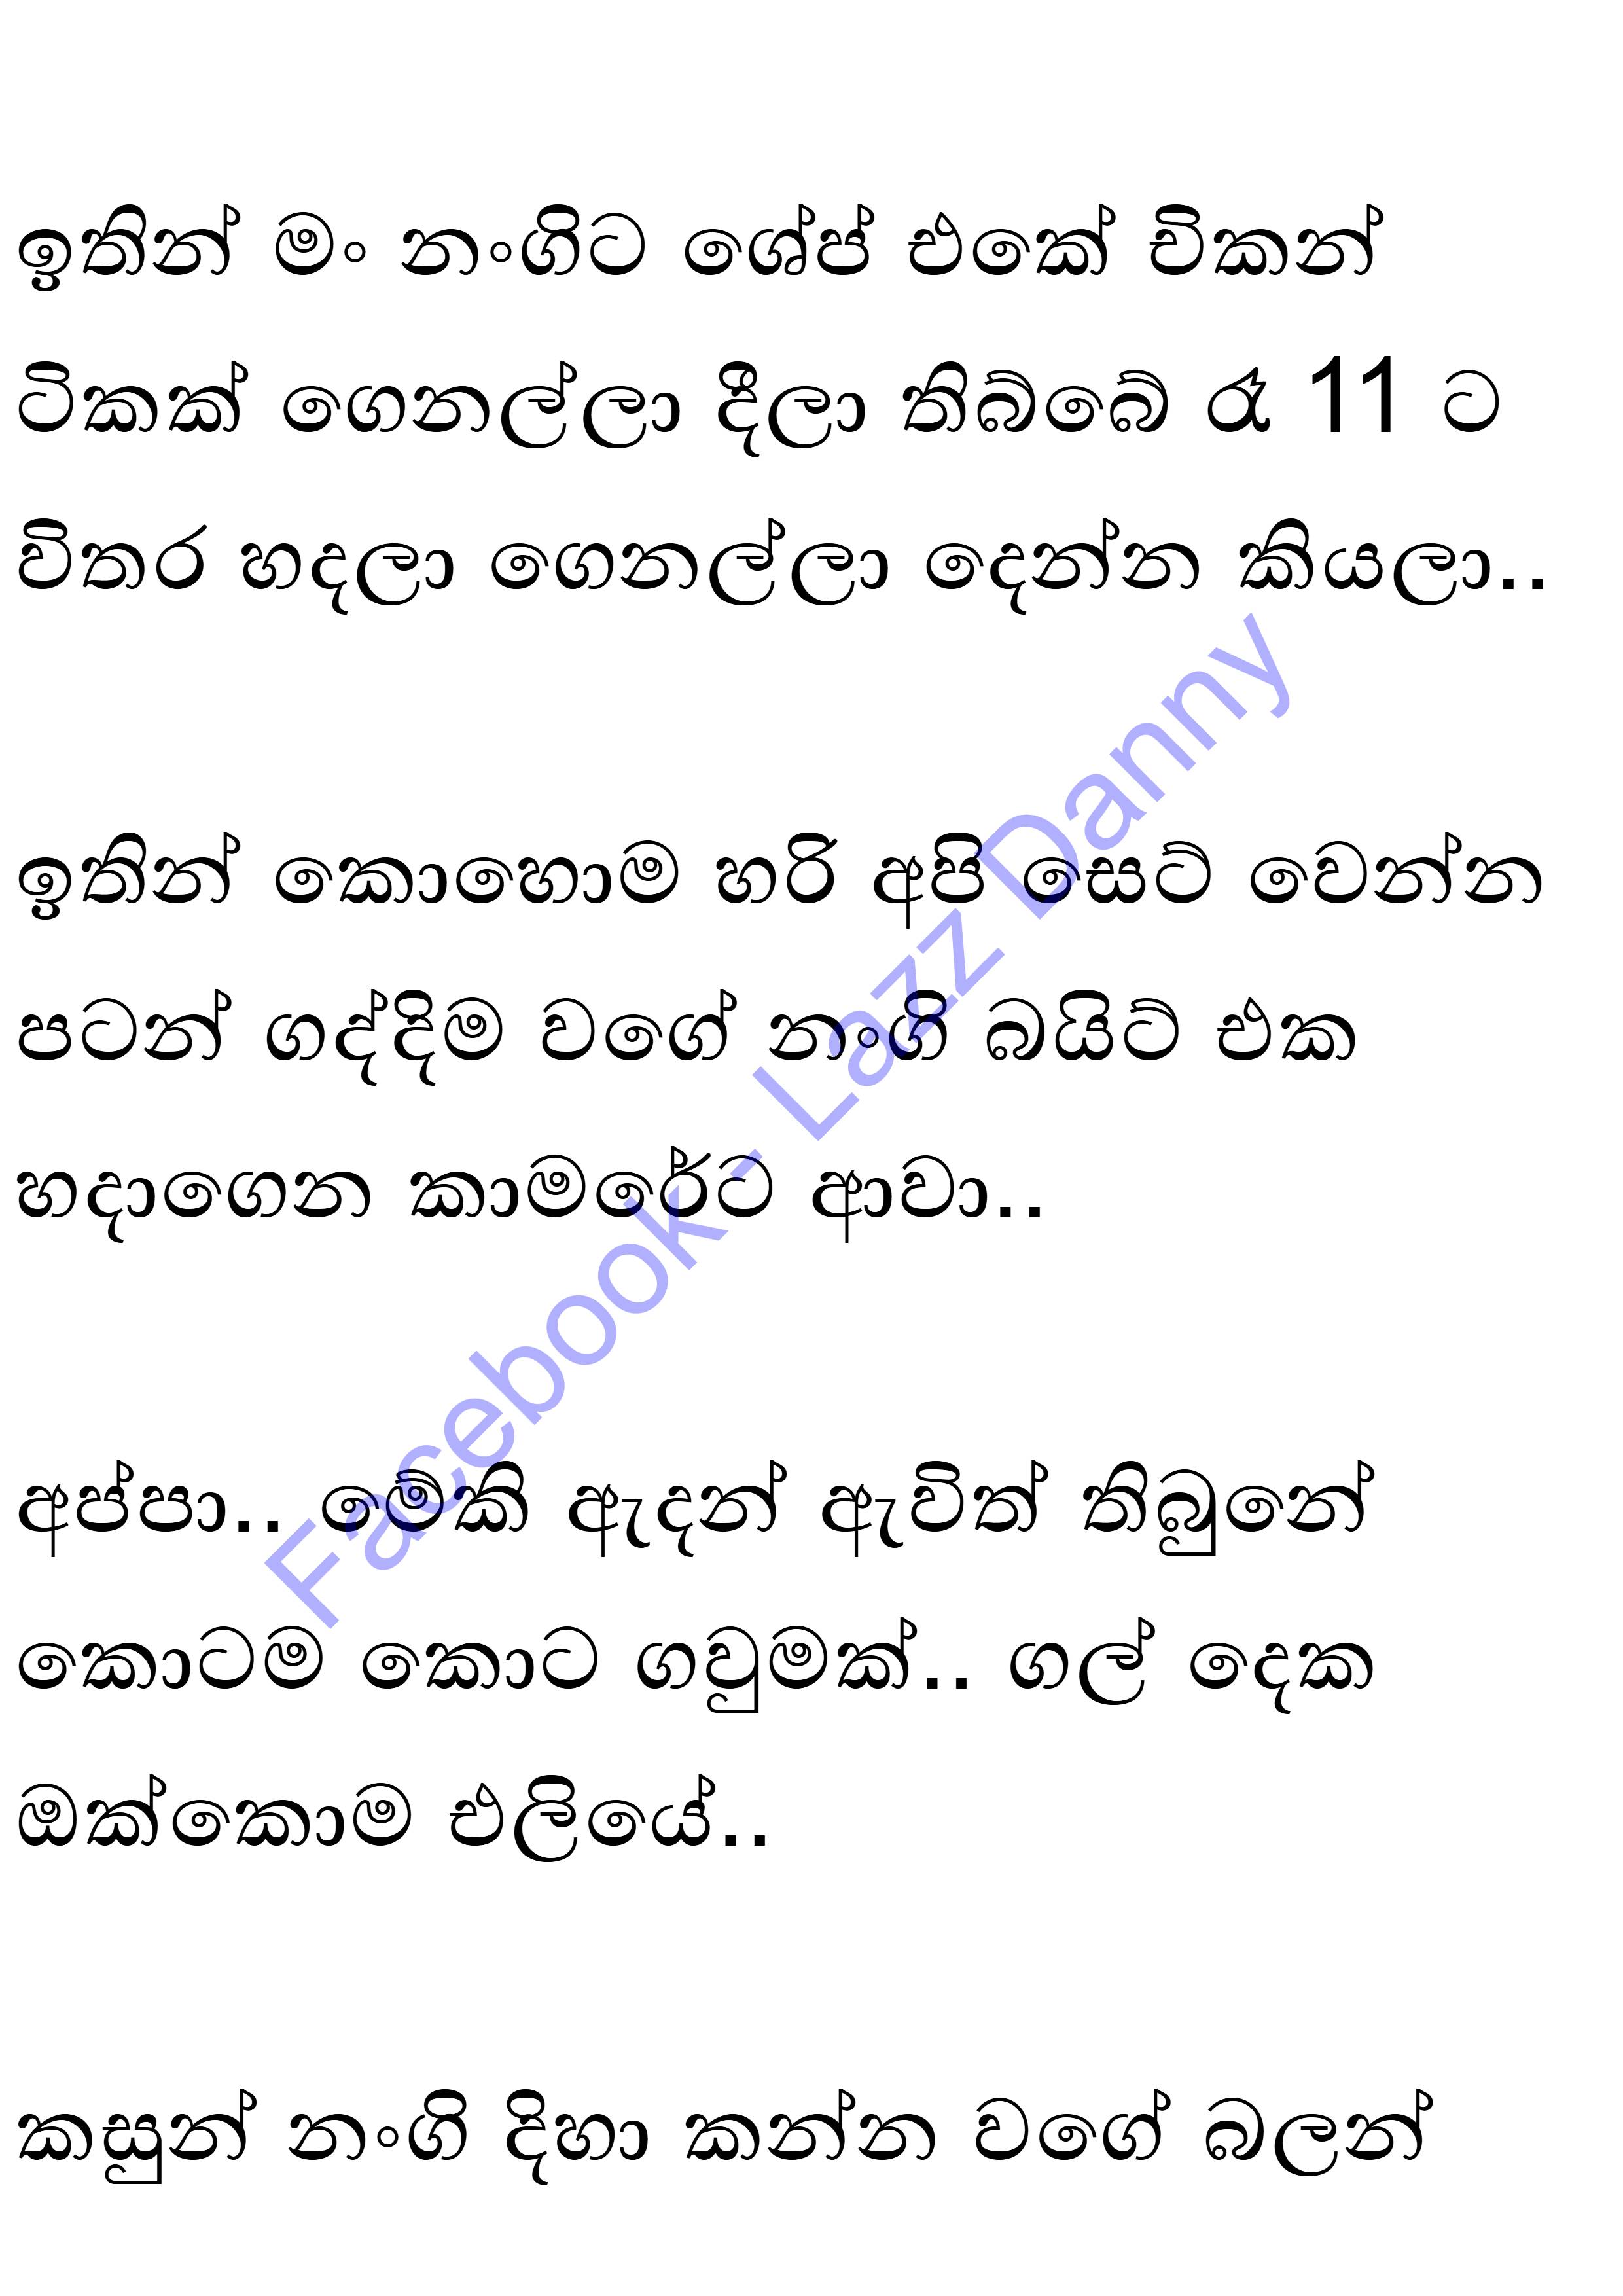 ඉතින් මං නංගිට ශේප් එකේ චිකන්
ටිකක් ගෙනල්ලා දීලා තිබ්බේ රෑ 11 ට
විතර හදලා ගෙනල්ලා දෙන්න කියලා..
ඉතින් කොහොම හරි අපි සෙට් වෙන්න
පටන් ගද්දිම වගේ නංගි බයිට් එක
හදාගෙන කාමරේට ආවා..
අප්පා.. මේකි ඇඳන් ඇවිත් තිබුනේ
කොටම කොට ගවුමක්.. ගල් දෙක
ඔක්කොම එලියේ..
කසුන් නංගි දිහා කන්න වගේ බලන්
Facebook - Lazz Danny